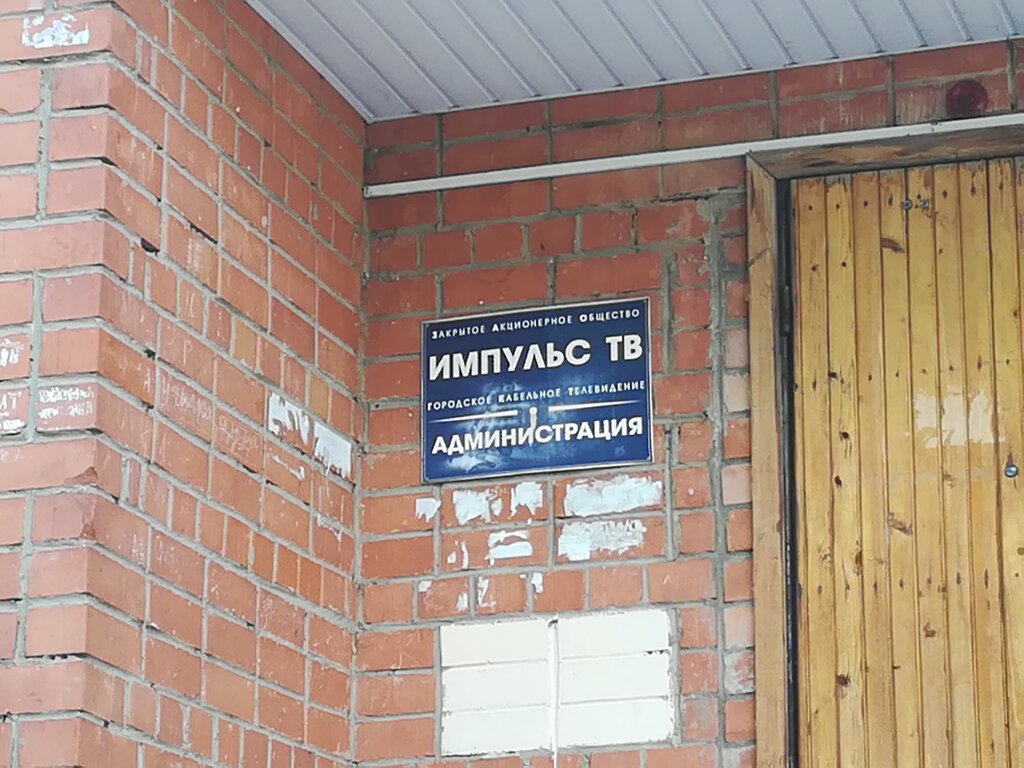 ЗАКРЫТОЕ АКЦИОНЕРНОЕ ОБЩЕСТВО
ИМПУЛЬС ТВ
ГОРОДСКОЕ КАБЕЛЬНОЕ ТЕЛЕВИДЕНИЕ
АДМИНИСТРАЦИЯ